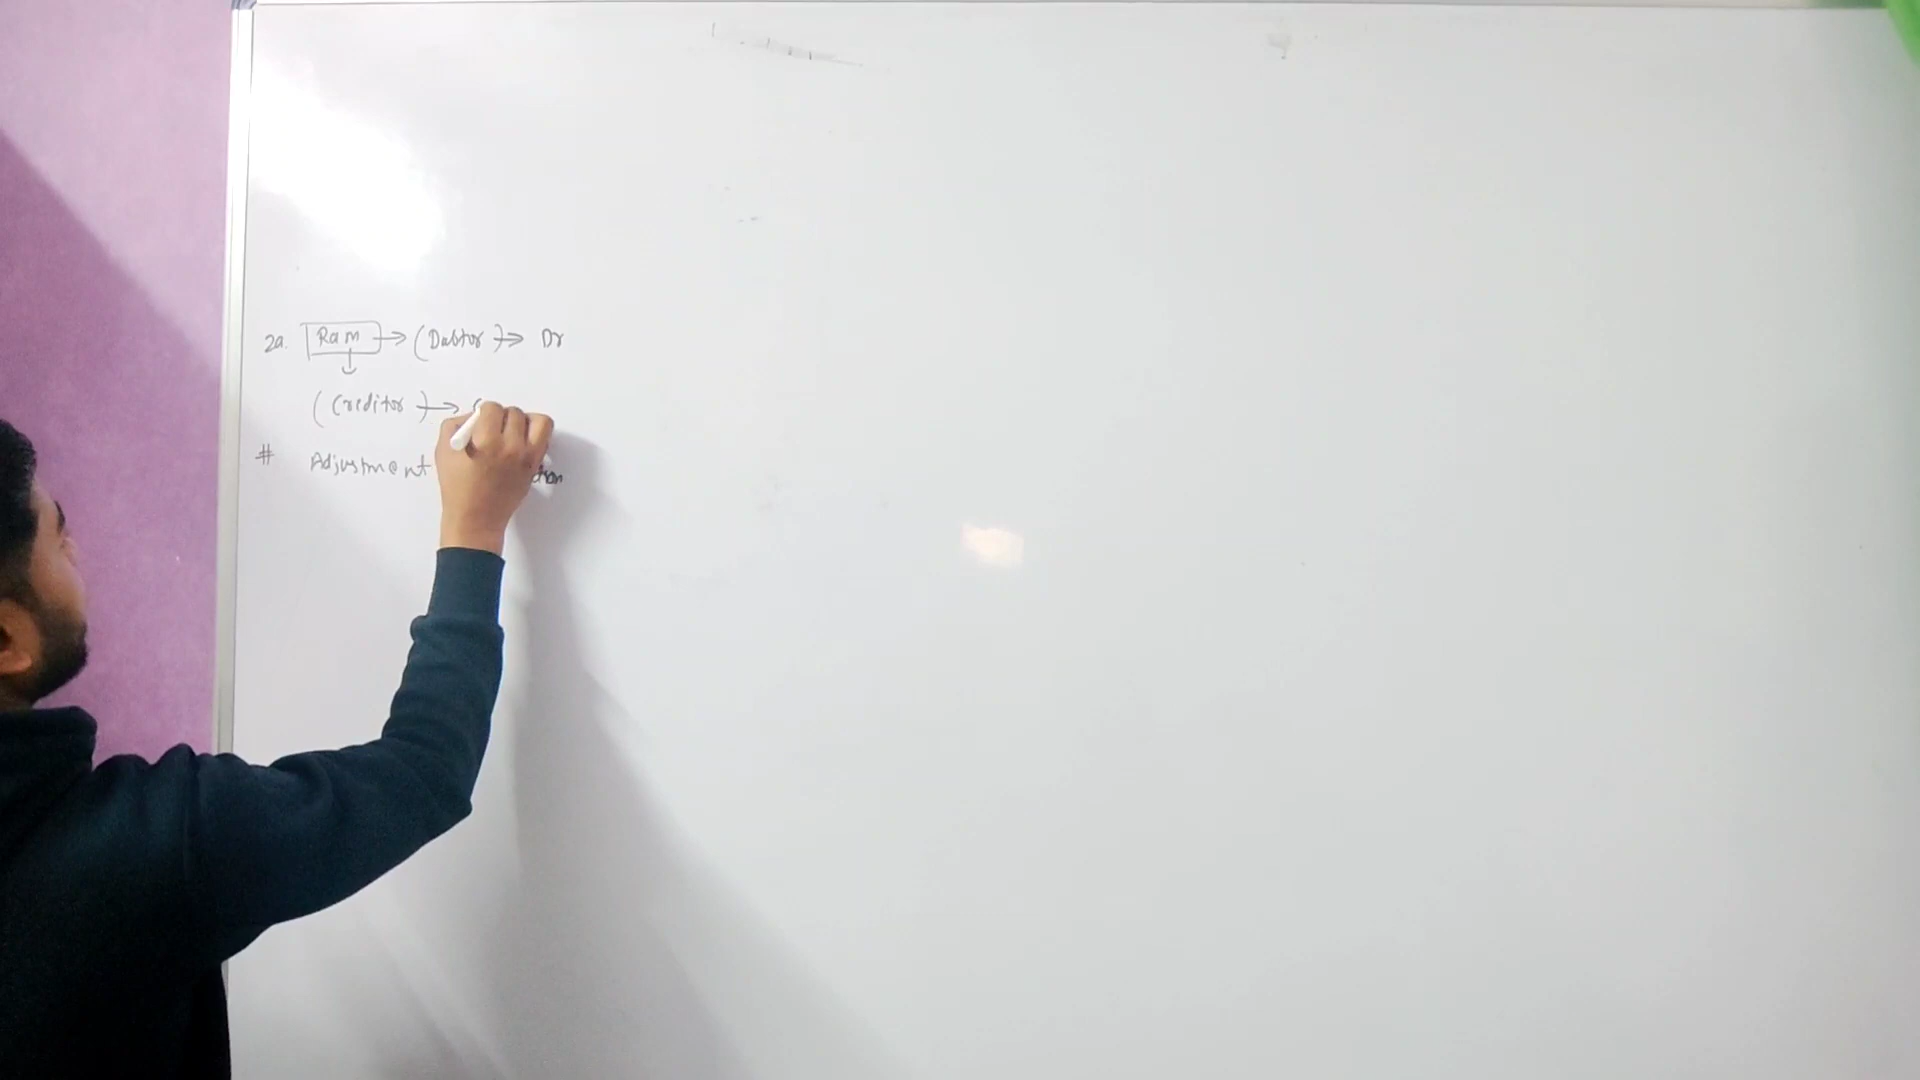 2a. Ram → (Debtor) → Dr
↓
(Creditor) → C
# Adjustment